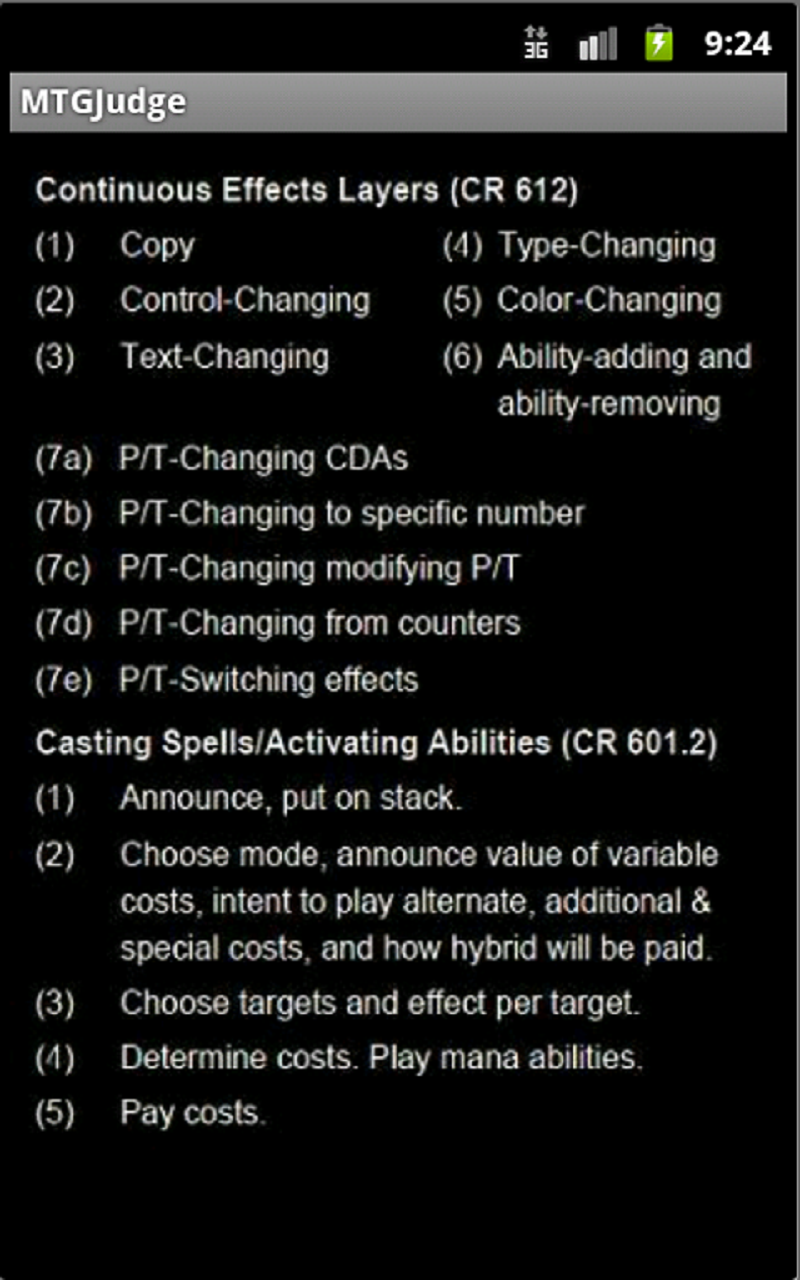 3G 9:24
MTGJudge
Continuous Effects Layers (CR 612)
(1) Copy (4) Type-Changing
(2) Control-Changing (5) Color-Changing
(3) Text-Changing (6) Ability-adding and
ability-removing
(7a) P/T-Changing CDAs
(7b) P/T-Changing to specific number
(7c) P/T-Changing modifying P/T
(7d) P/T-Changing from counters
(7e) P/T-Switching effects
Casting Spells/Activating Abilities (CR 601.2)
(1) Announce, put on stack.
(2) Choose mode, announce value of variable
costs, intent to play alternate, additional &
special costs, and how hybrid will be paid.
(3) Choose targets and effect per target.
(4) Determine costs. Play mana abilities.
(5) Pay costs.